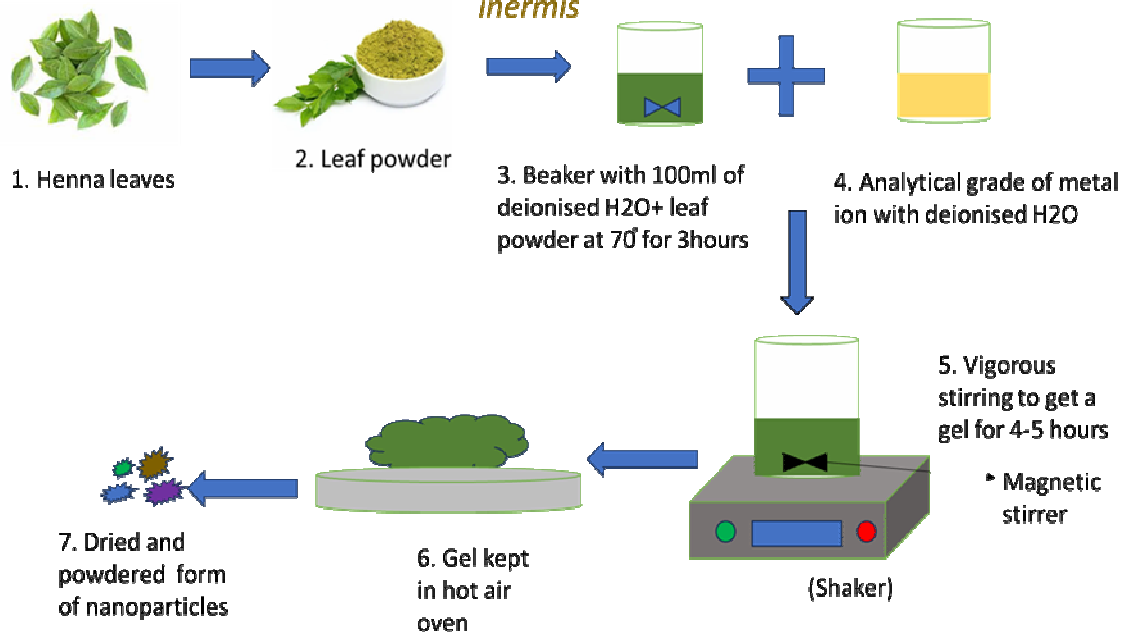 inermis
1. Henna leaves
2. Leaf powder
3. Beaker with 100ml of
deionised H2O+ leaf
powder at 70° for 3hours
4. Analytical grade of metal
ion with deionised H2O
5. Vigorous
stirring to get a
gel for 4-5 hours
Magnetic
stirrer
(Shaker)
6. Gel kept
in hot air
oven
7. Dried and
powdered form
of nanoparticles